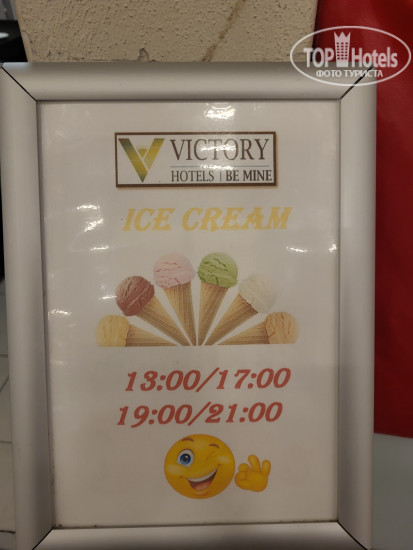 TOP Hotels
ФОТО ТУРИСТА
VICTORY
HOTELS | BE MINE
ICE CREAM
13:00/17:00
19:00/21:00